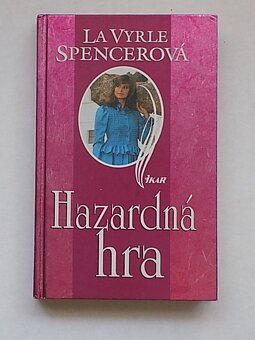 LA VYRLE
SPENCEROVÁ
IKAR
Hazardná
hra